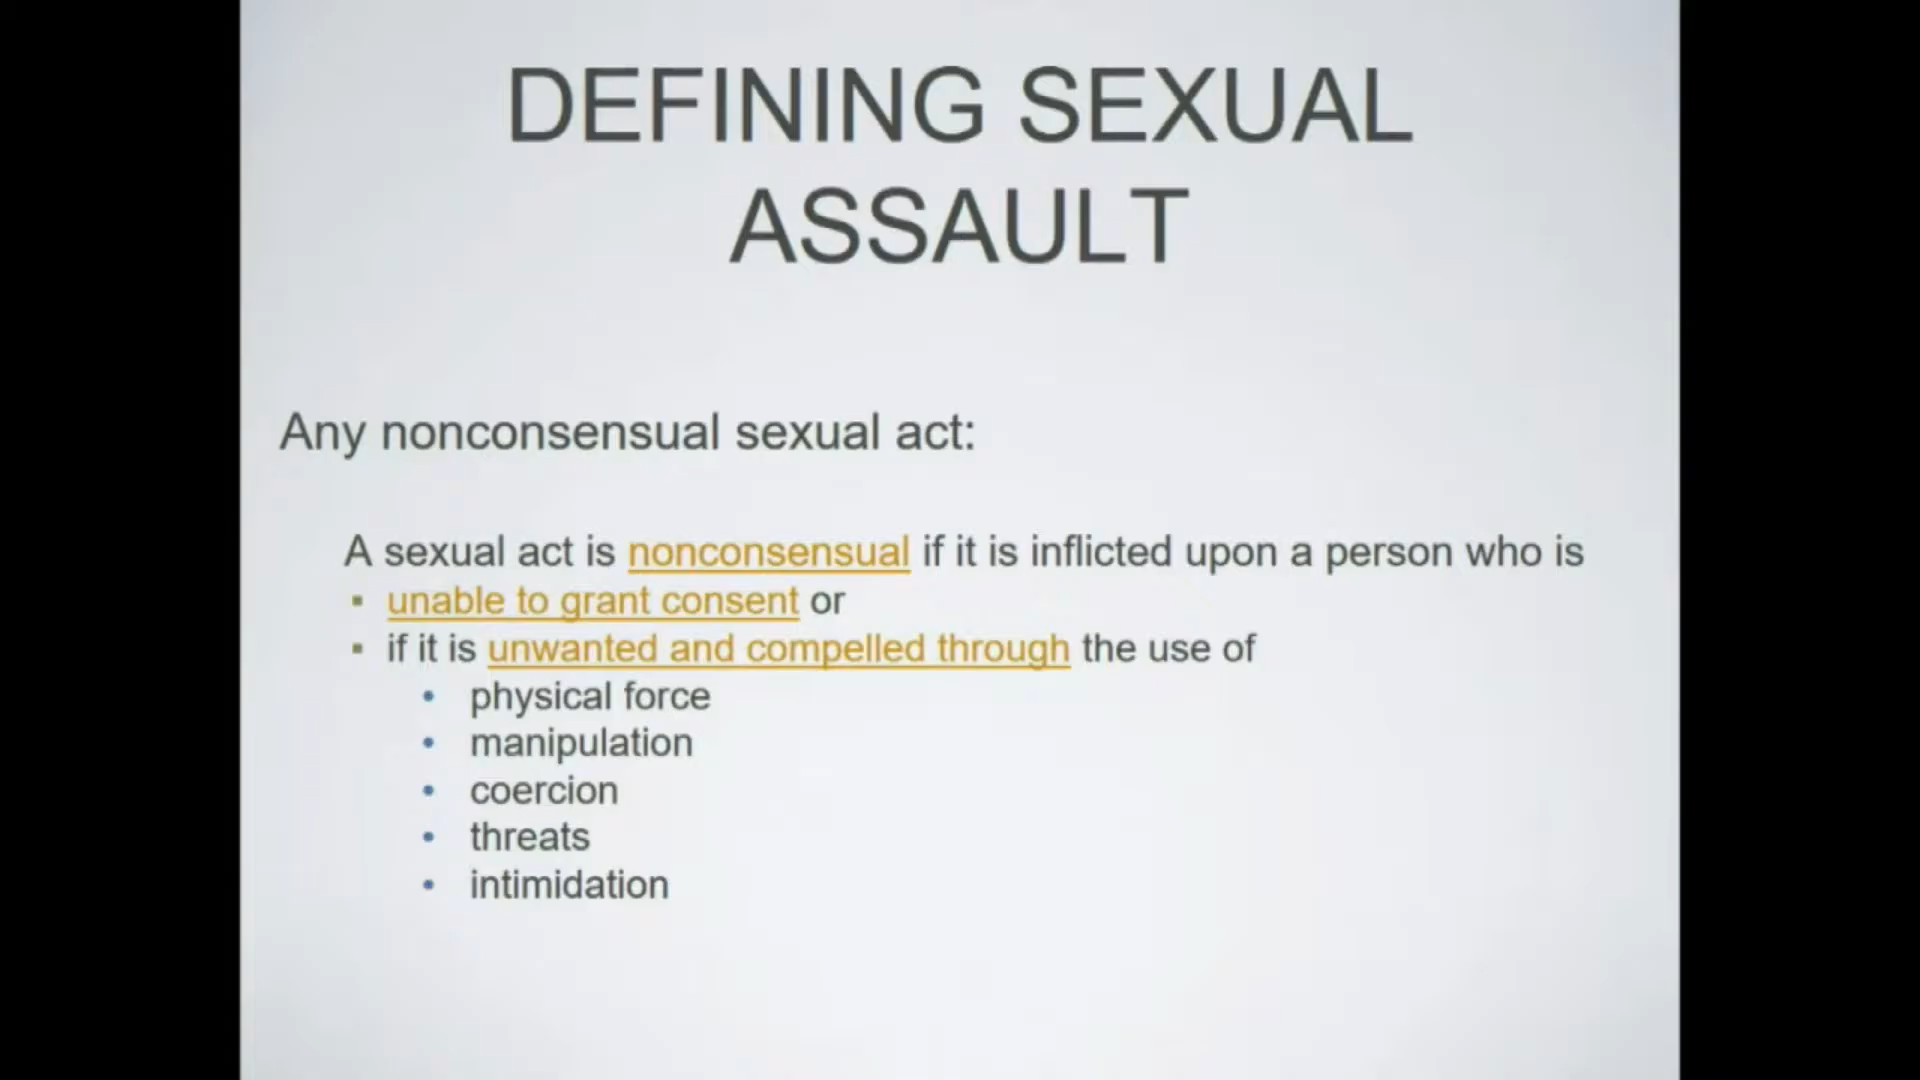 DEFINING SEXUAL
ASSAULT
Any nonconsensual sexual act:
A sexual act is nonconsensual if it is inflicted upon a person who is
▪ unable to grant consent or
▪ if it is unwanted and compelled through the use of
• physical force
• manipulation
• coercion
• threats
• intimidation